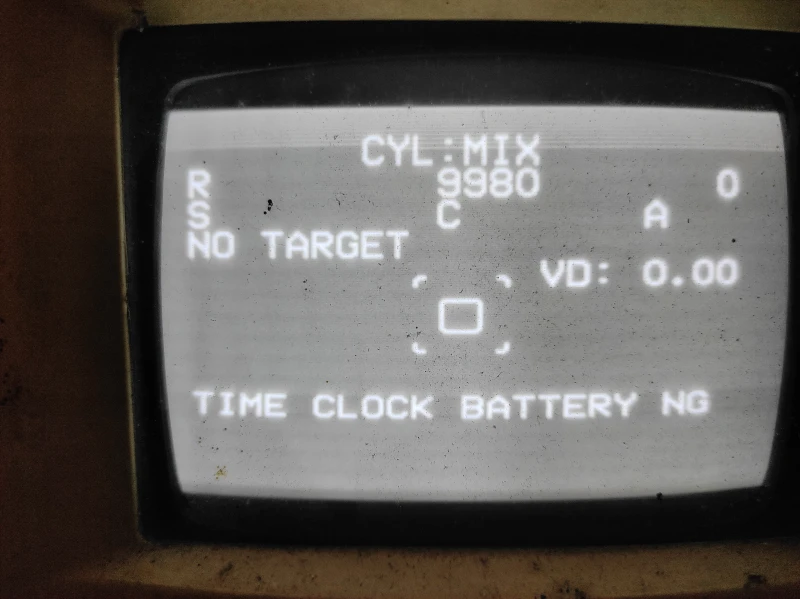 CYL:MIX
R 9980 0
S C A
NO TARGET
VD: 0.00
TIME CLOCK BATTERY NG